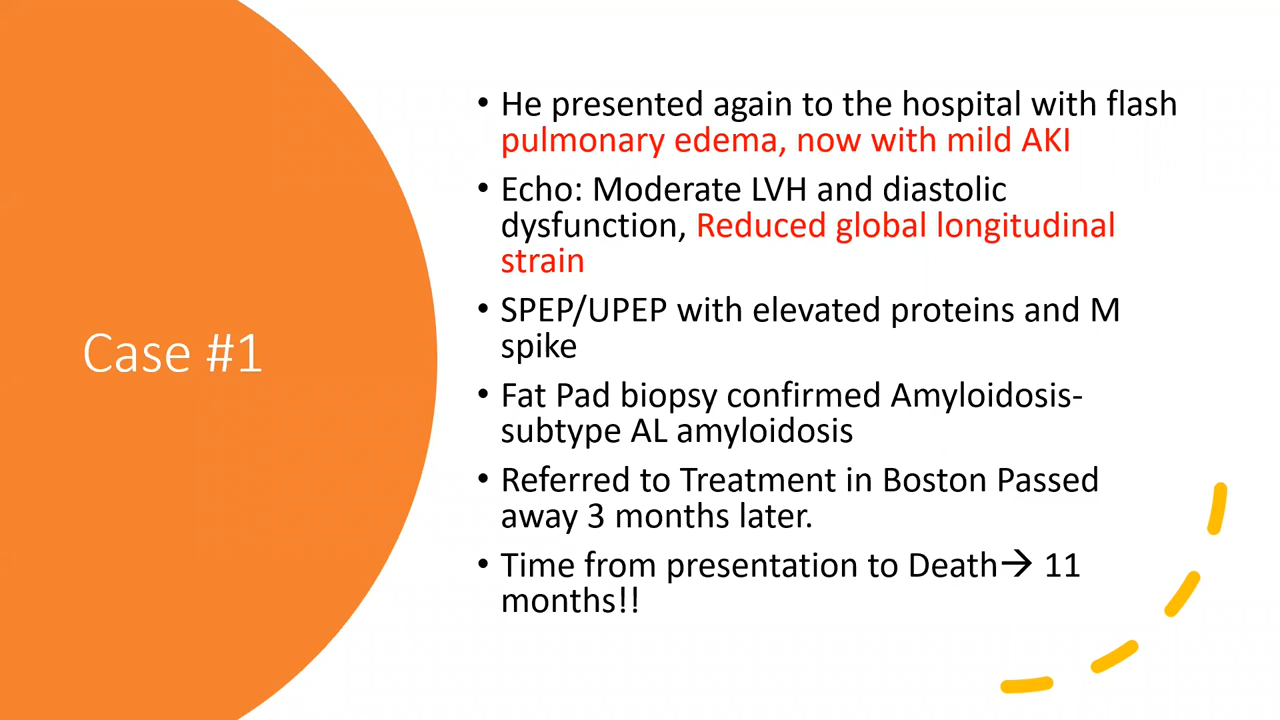 Case #1
• He presented again to the hospital with flash
pulmonary edema, now with mild AKI
• Echo: Moderate LVH and diastolic
dysfunction, Reduced global longitudinal
strain
• SPEP/UPEP with elevated proteins and M
spike
• Fat Pad biopsy confirmed Amyloidosis-
subtype AL amyloidosis
• Referred to Treatment in Boston Passed
away 3 months later.
• Time from presentation to Death→ 11
months!!